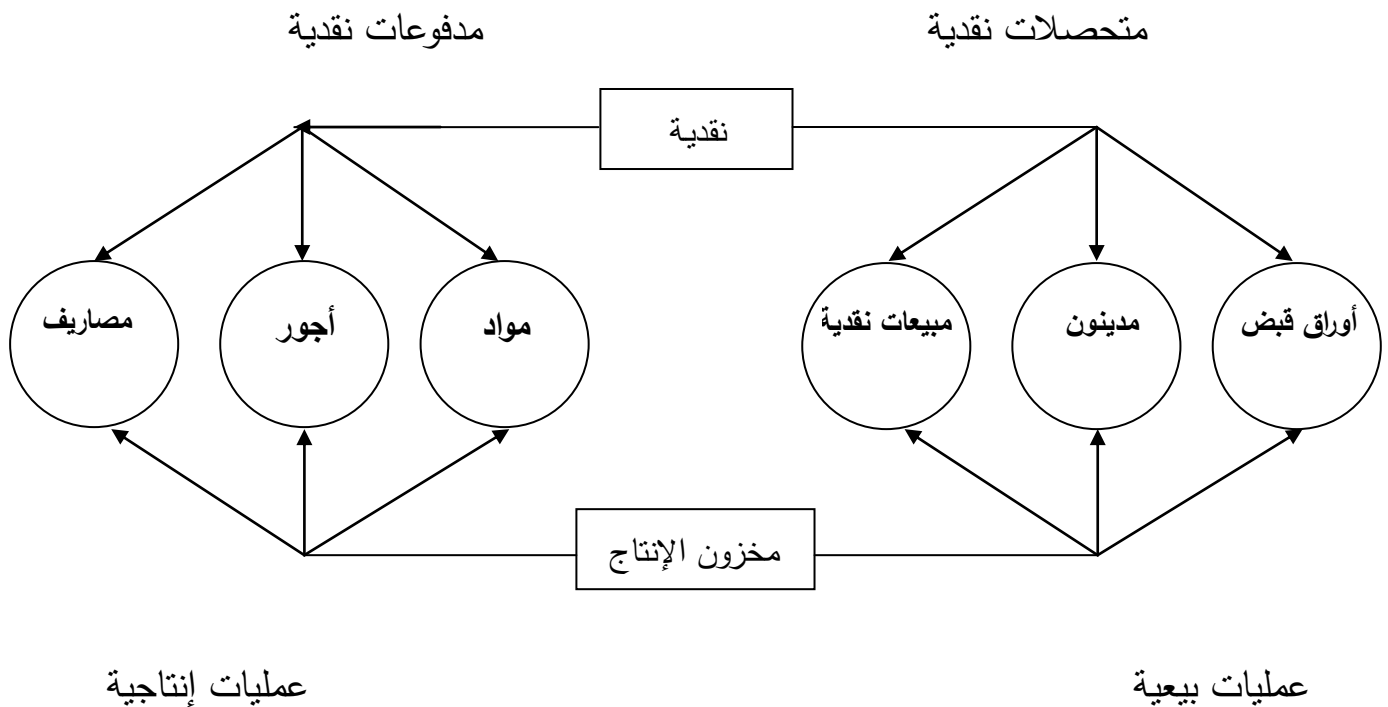 متحصلات نقدية
مدفوعات نقدية
نقدية
أوراق قبض
مدينون
مبيعات نقدية
مواد
أجور
مصاريف
مخزون الإنتاج
عمليات بيعية
عمليات إنتاجية